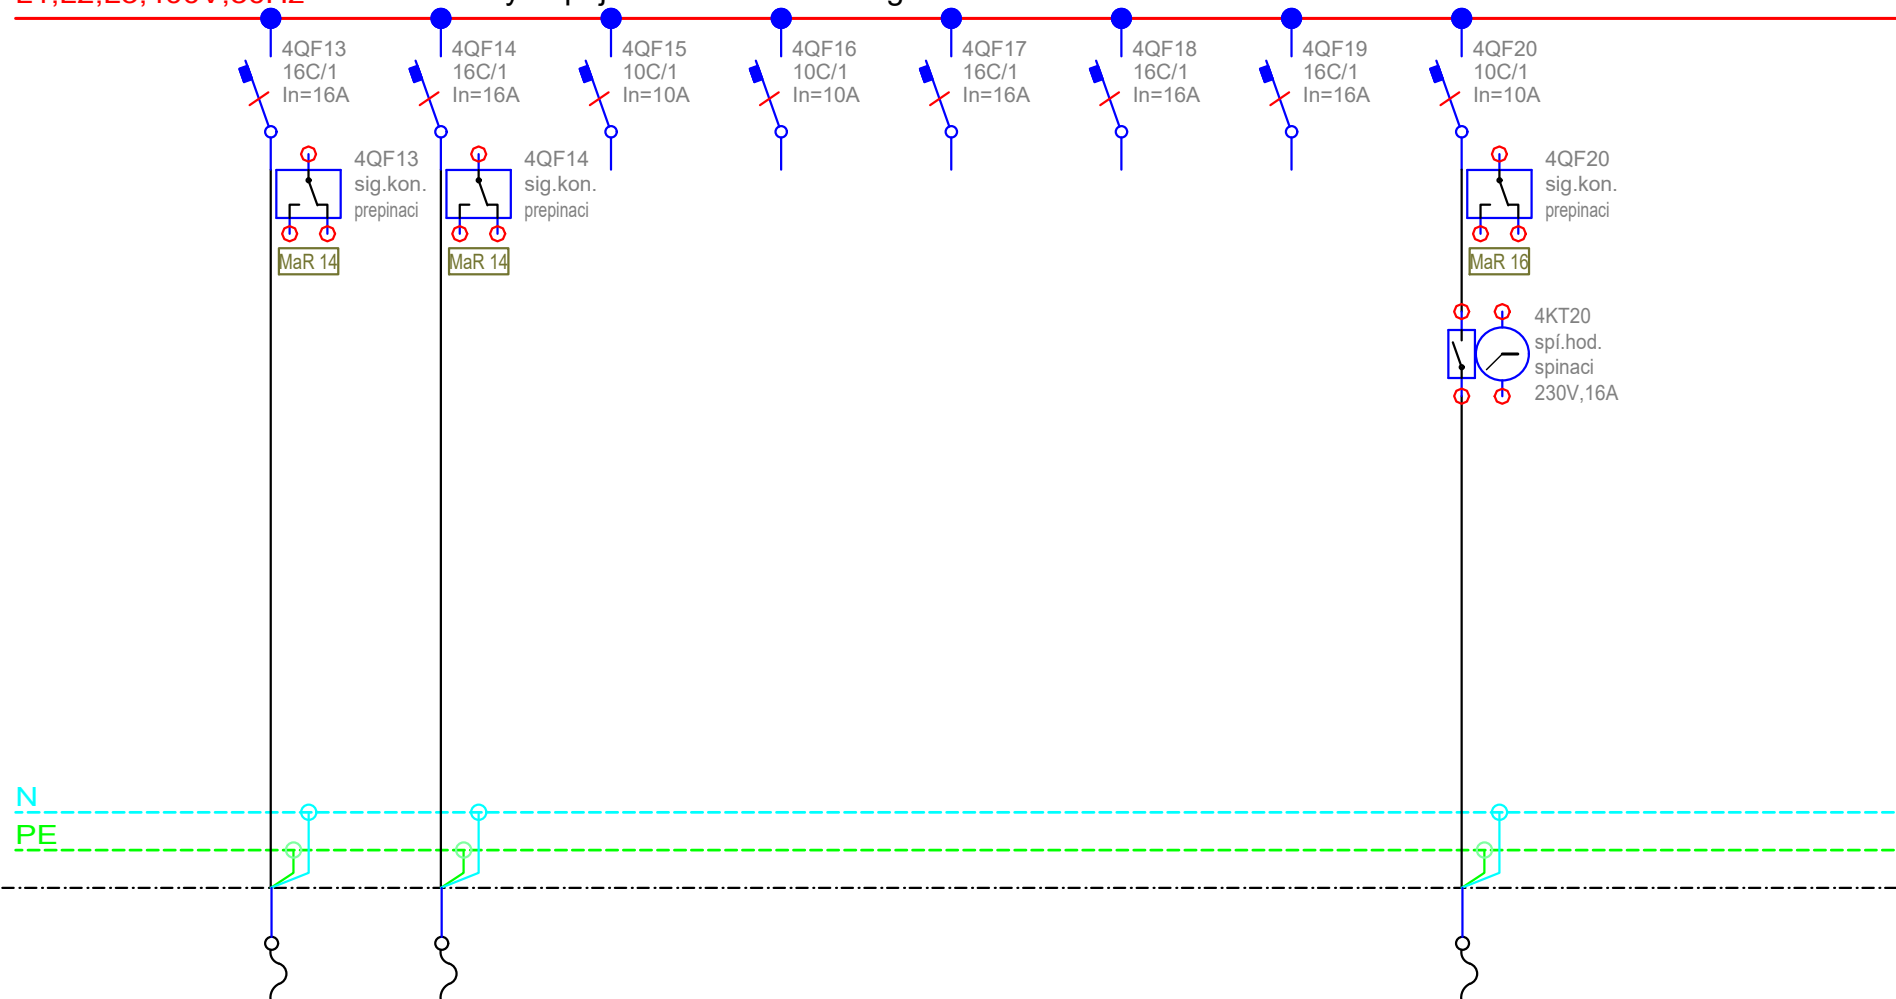 4QF13
16C/1
In=16A
4QF14
16C/1
In=16A
4QF15
10C/1
In=10A
4QF16
10C/1
In=10A
4QF17
16C/1
In=16A
4QF18
16C/1
In=16A
4QF19
16C/1
In=16A
4QF20
10C/1
In=10A
4QF13
sig.kon.
prepinaci
MaR 14
4QF14
sig.kon.
prepinaci
MaR 14
4QF20
sig.kon.
prepinaci
MaR 16
4KT20
spí.hod.
spinaci
230V,16A
N
PE